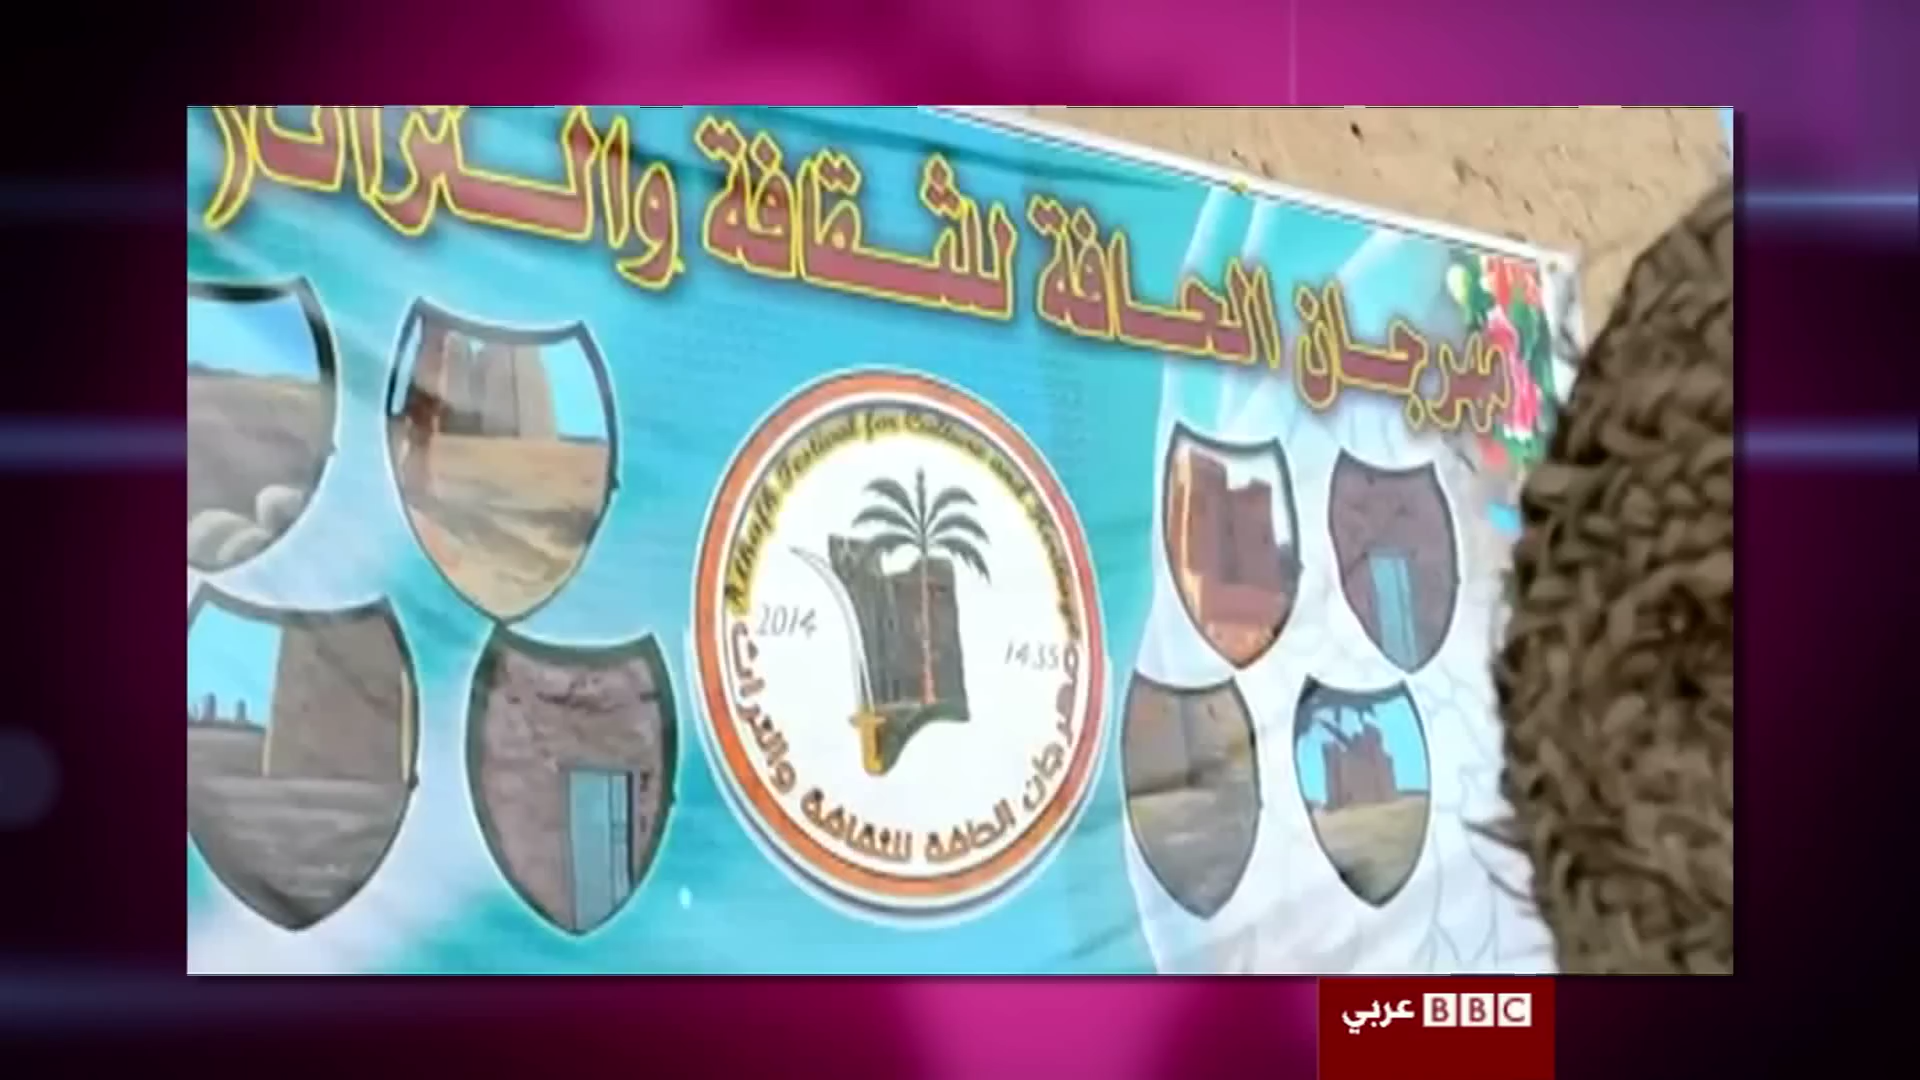 مهرجان الحافة للثقافة والتراث (
Alhafh Festival for Culture and Heritage
2014
1435
مهرجان الحافة للثقافة والتراث
عربي BBC